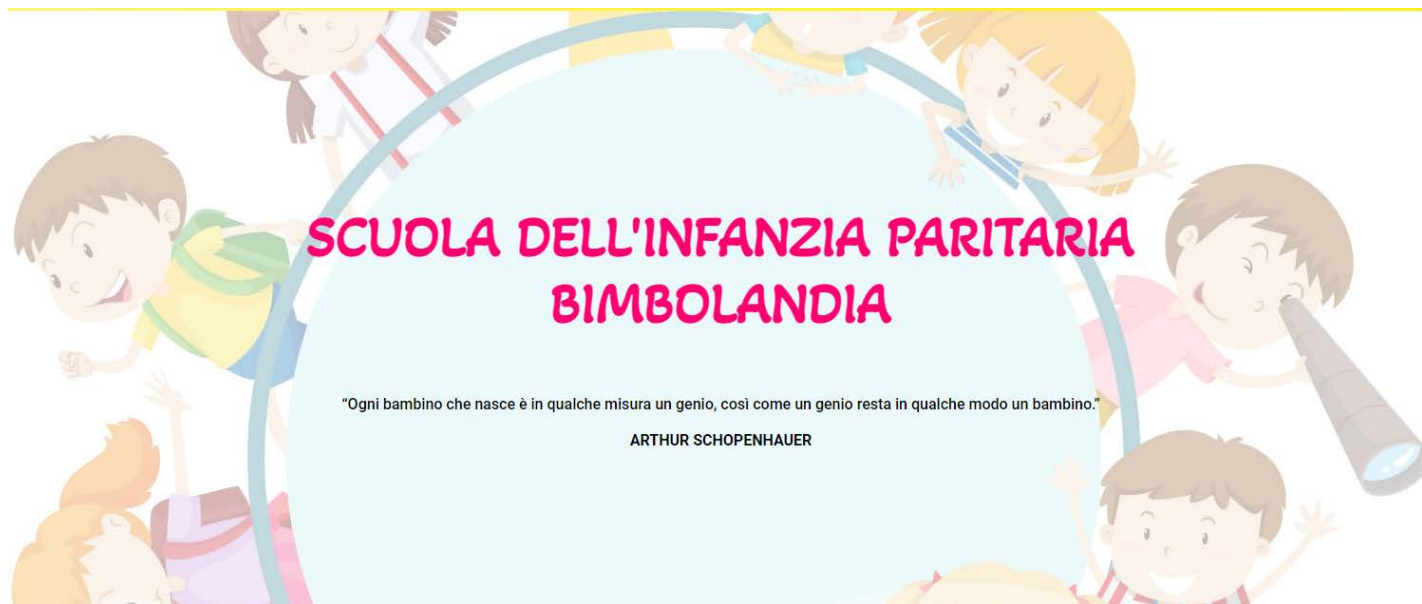 SCUOLA DELL'INFANZIA PARITARIA
BIMBOLANDIA
“Ogni bambino che nasce è in qualche misura un genio, così come un genio resta in qualche modo un bambino.”
ARTHUR SCHOPENHAUER